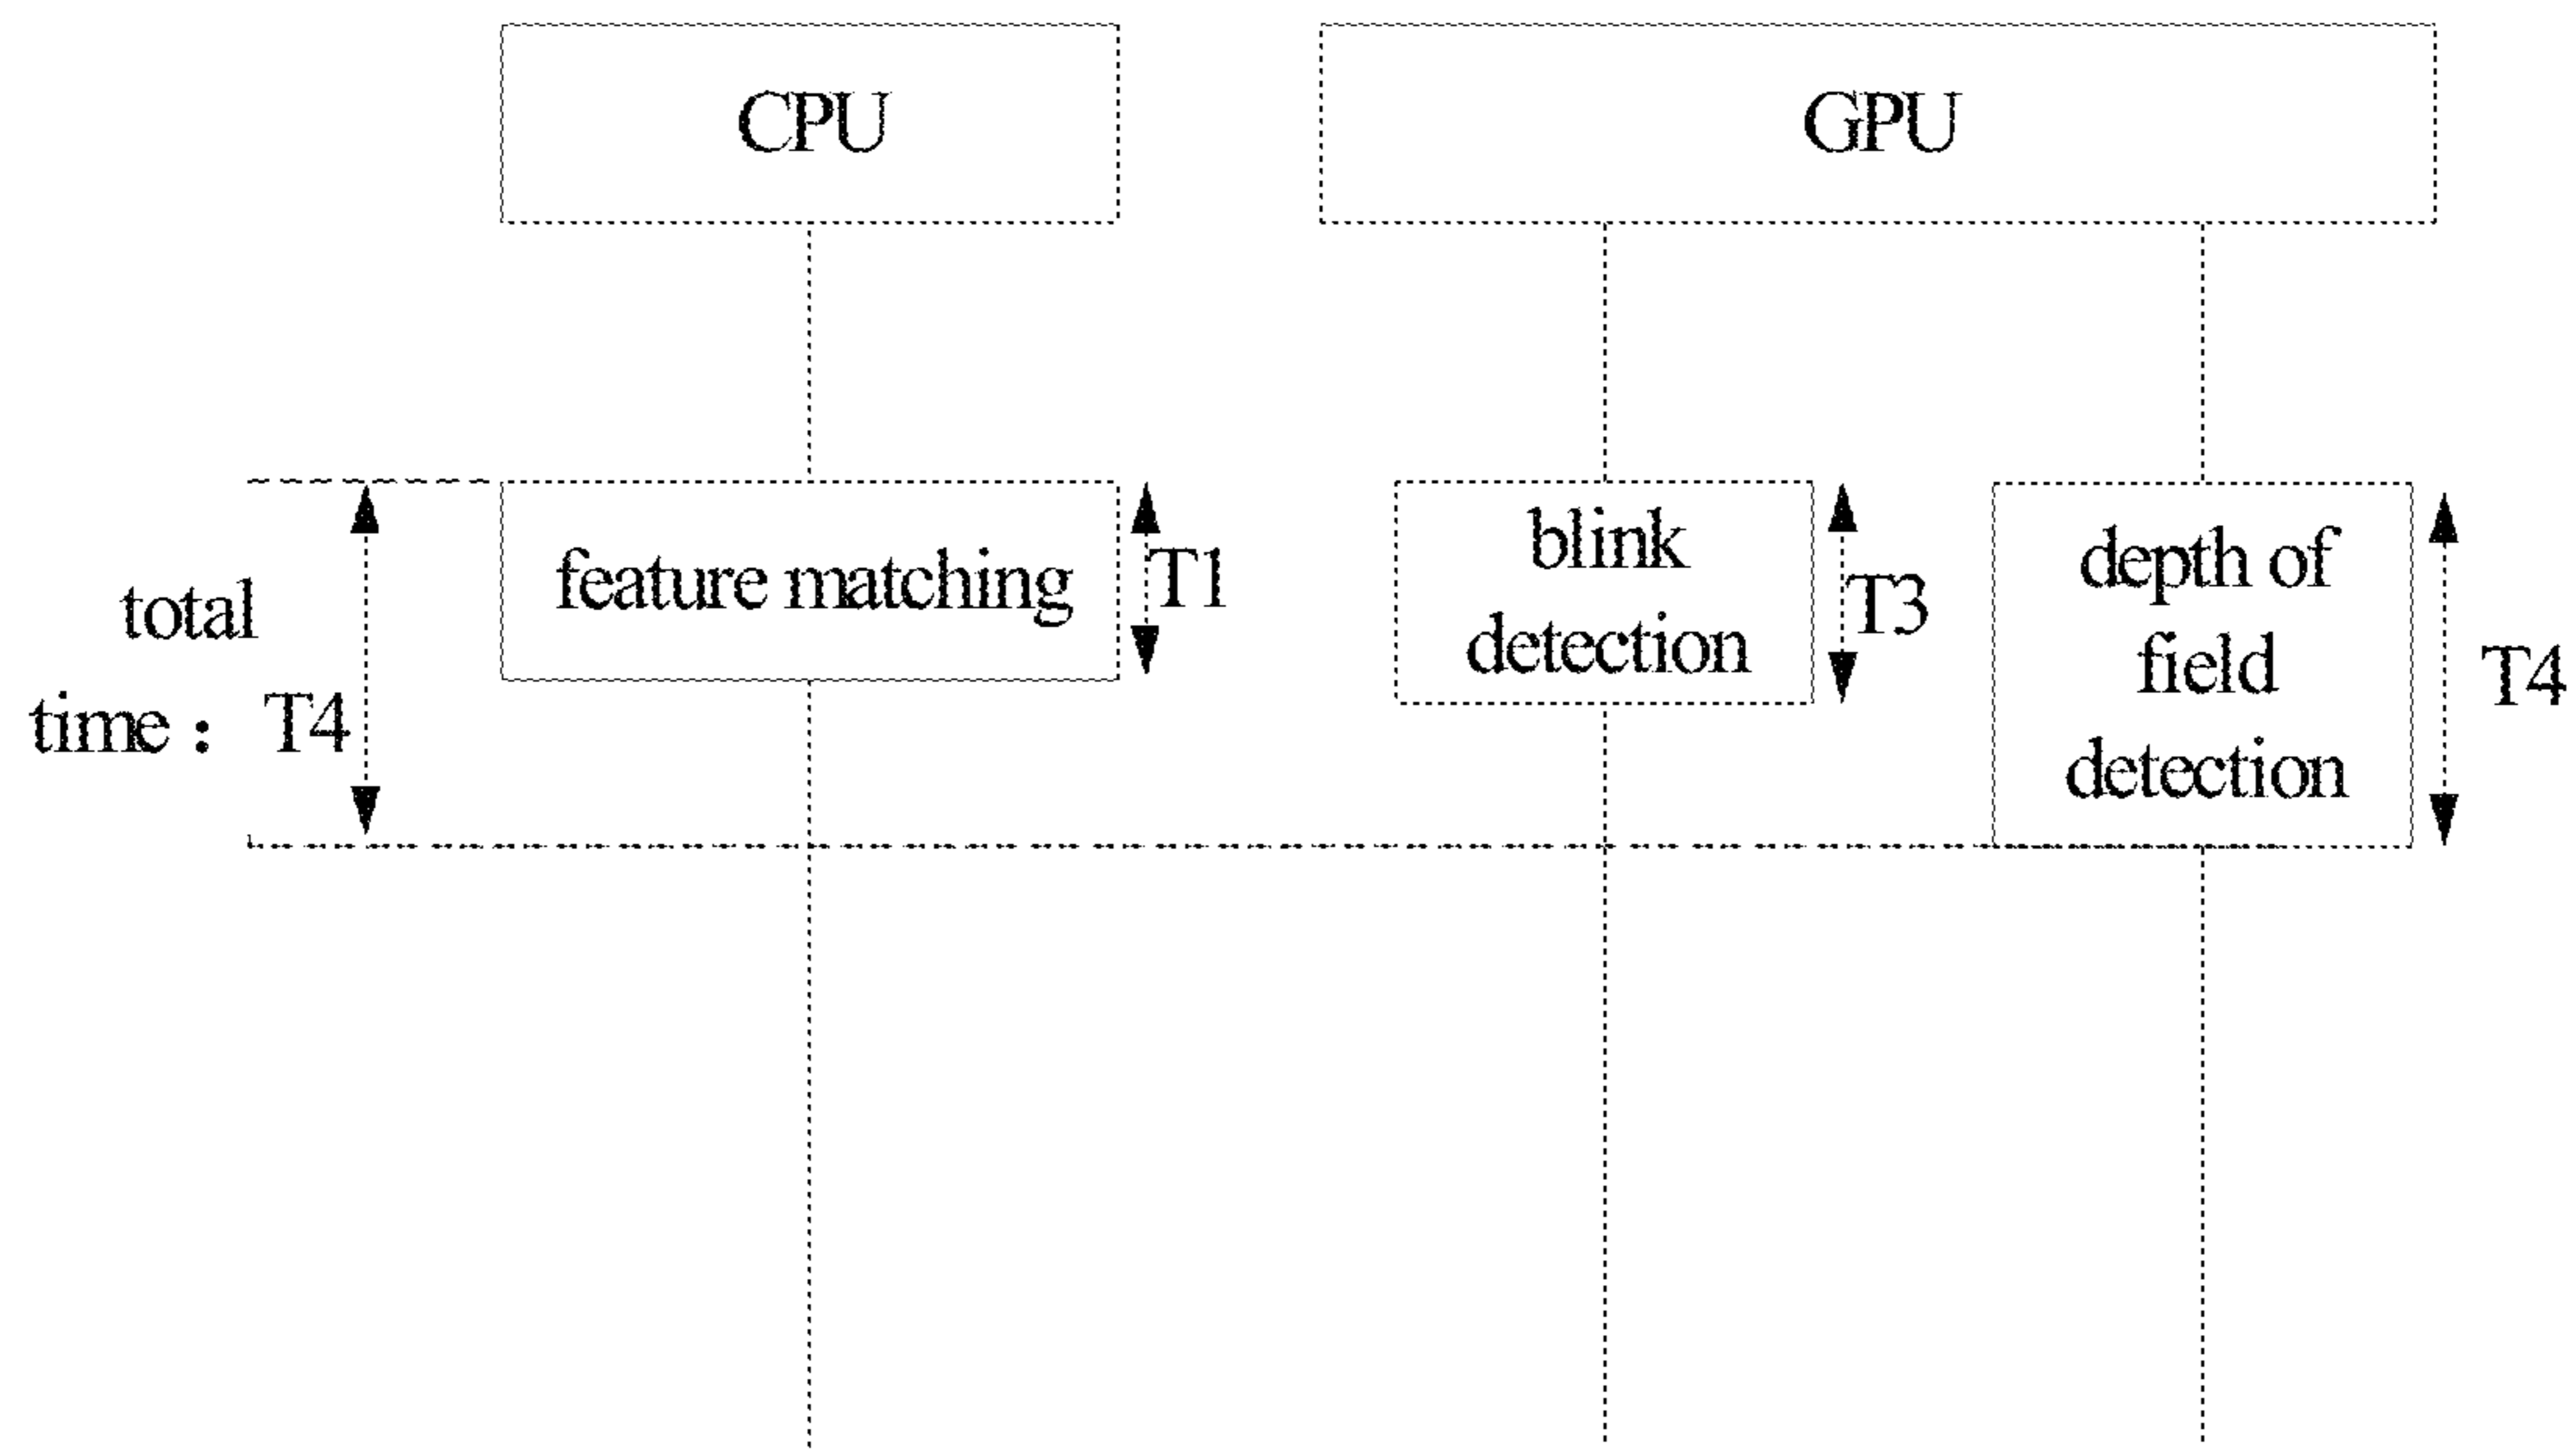 CPU
GPU
feature matching
T1
blink
detection
T3
depth of
field
detection
T4
total
time： T4